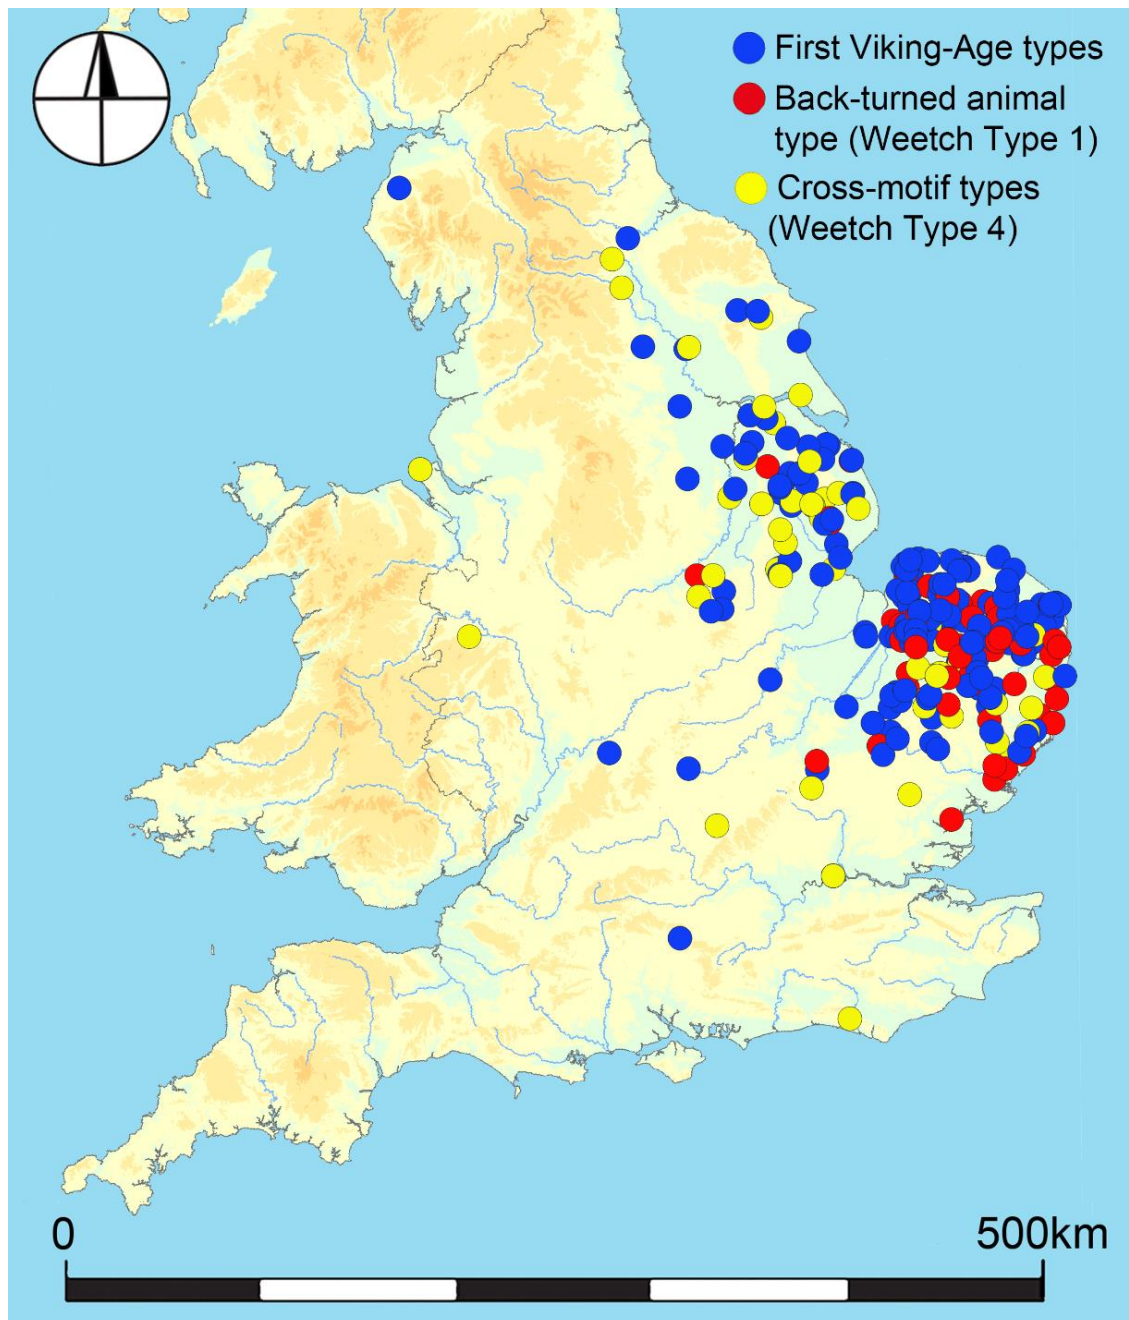 First Viking-Age types
Back-turned animal
type (Weetch Type 1)
Cross-motif types
(Weetch Type 4)
0
500km